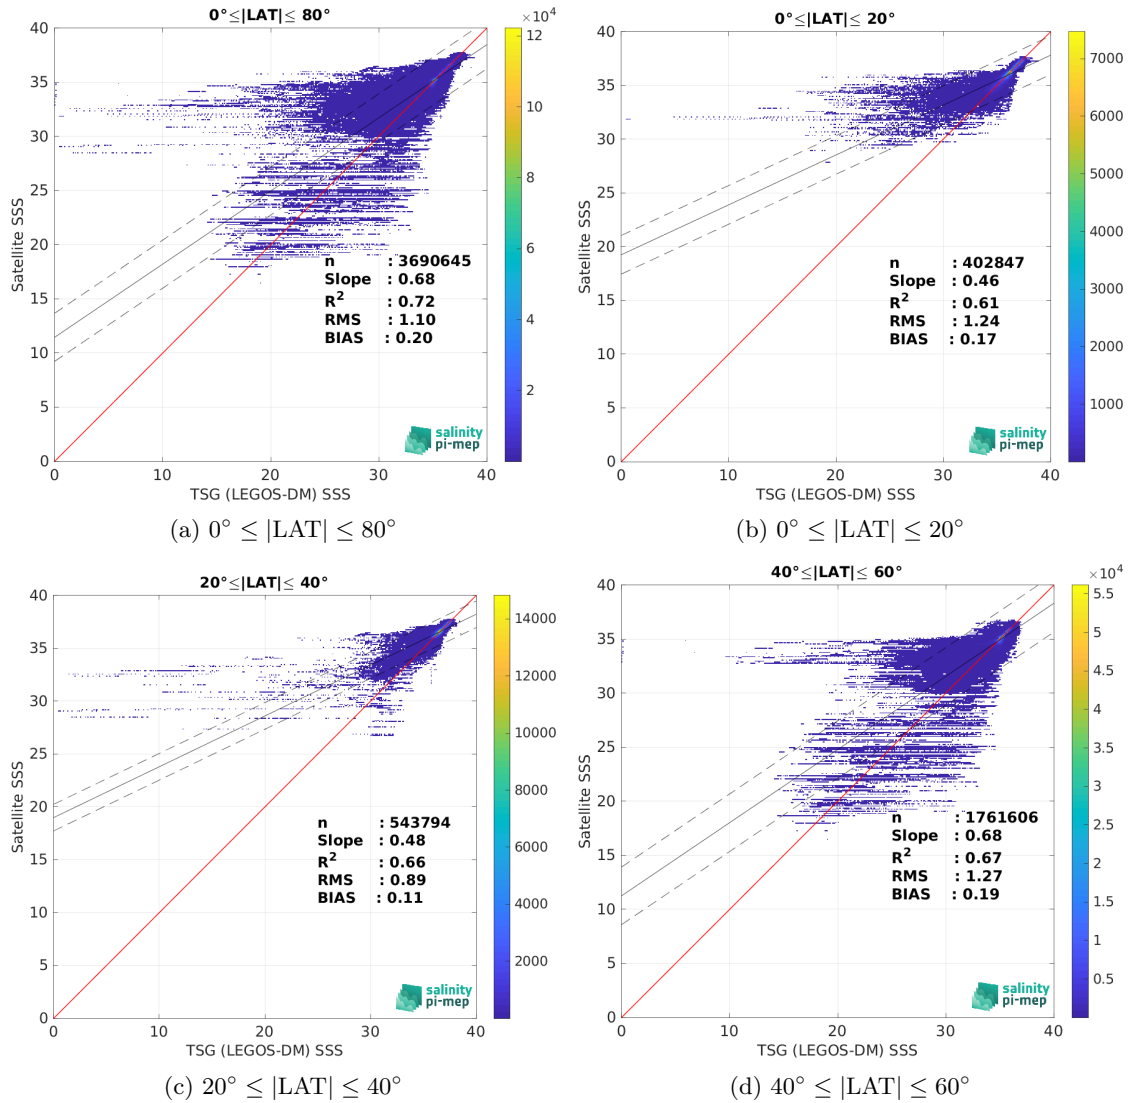 0°≤|LAT|≤ 80°
×10⁴
40
35
30
25
20
15
10
5
0
Satellite SSS
n : 3690645
Slope : 0.68
R² : 0.72
RMS : 1.10
BIAS : 0.20
salinity
pi-mep
0 10 20 30 40
TSG (LEGOS-DM) SSS
12
10
8
6
4
2
(a) 0° ≤ |LAT| ≤ 80°
0°≤|LAT|≤ 20°
40
35
30
25
20
15
10
5
0
Satellite SSS
n : 402847
Slope : 0.46
R² : 0.61
RMS : 1.24
BIAS : 0.17
salinity
pi-mep
0 10 20 30 40
TSG (LEGOS-DM) SSS
7000
6000
5000
4000
3000
2000
1000
(b) 0° ≤ |LAT| ≤ 20°
20°≤|LAT|≤ 40°
40
35
30
25
20
15
10
5
0
Satellite SSS
n : 543794
Slope : 0.48
R² : 0.66
RMS : 0.89
BIAS : 0.11
salinity
pi-mep
0 10 20 30 40
TSG (LEGOS-DM) SSS
14000
12000
10000
8000
6000
4000
2000
(c) 20° ≤ |LAT| ≤ 40°
40°≤|LAT|≤ 60°
×10⁴
40
35
30
25
20
15
10
5
0
Satellite SSS
n : 1761606
Slope : 0.68
R² : 0.67
RMS : 1.27
BIAS : 0.19
salinity
pi-mep
0 10 20 30 40
TSG (LEGOS-DM) SSS
5.5
5
4.5
4
3.5
3
2.5
2
1.5
1
0.5
(d) 40° ≤ |LAT| ≤ 60°